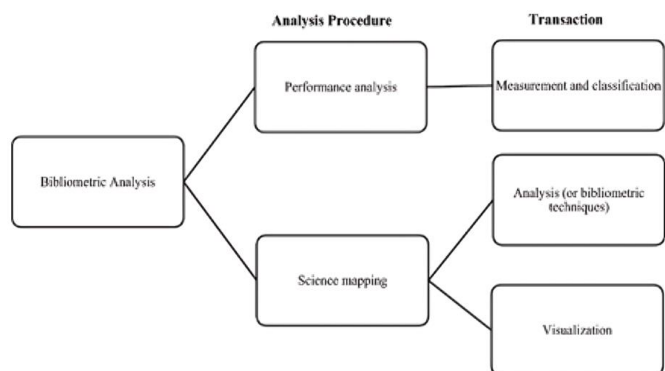 Analysis Procedure
Transaction
Performance analysis
Measurement and classification
Bibliometric Analysis
Analysis (or bibliometric
techniques)
Science mapping
Visualization